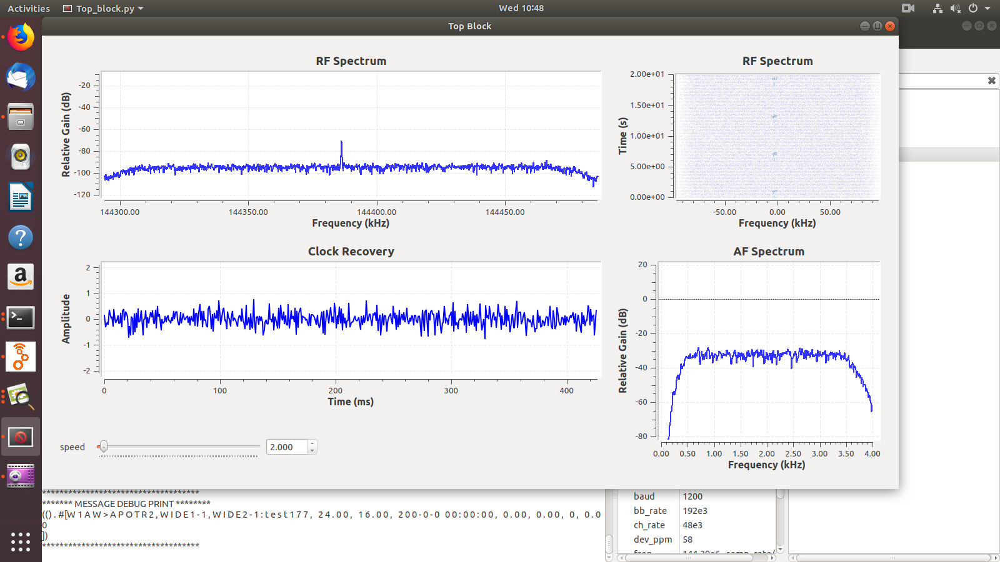 Activities Top_block.py Wed 10:48
Top Block
RF Spectrum
Relative Gain (dB)
-20
-40
-60
-80
-100
-120
144300.00 144350.00 144400.00 144450.00
Frequency (kHz)
RF Spectrum
Time (s)
2.00e+01
1.50e+01
1.00e+01
5.00e+00
0.00e+00
-50.00 0.00 50.00
Frequency (kHz)
Clock Recovery
Amplitude
2
1
0
-1
-2
0 100 200 300 400
Time (ms)
AF Spectrum
Relative Gain (dB)
20
0
-20
-40
-60
-80
0.00 0.50 1.00 1.50 2.00 2.50 3.00 3.50 4.00
Frequency (kHz)
speed 2.000
************************************
******* MESSAGE DEBUG PRINT ********
(().#[W1AW>APOTR2,WIDE1-1,WIDE2-1:test177, 24.00, 16.00, 200-0-0 00:00:00, 0.00, 0.00, 0, 0.0
0
])
************************************
baud 1200
bb_rate 192e3
ch_rate 48e3
dev_ppm 58